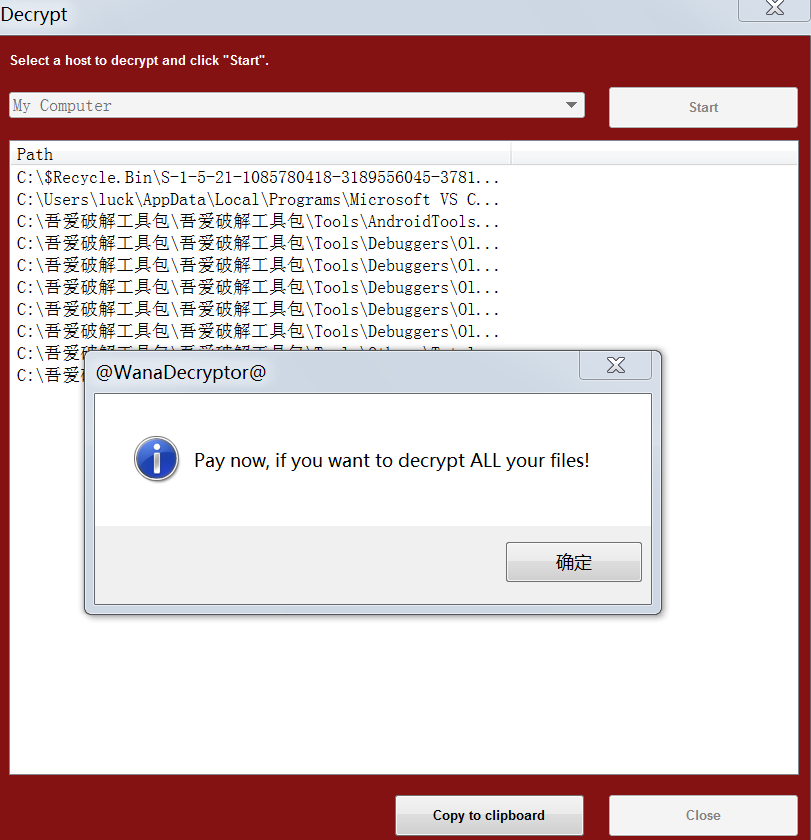 Decrypt
Select a host to decrypt and click "Start".
My Computer
Start
Path
C:\$Recycle.Bin\S-1-5-21-1085780418-3189556045-3781...
C:\Users\luck\AppData\Local\Programs\Microsoft VS C...
C:\吾爱破解工具包\吾爱破解工具包\Tools\AndroidTools...
C:\吾爱破解工具包\吾爱破解工具包\Tools\Debuggers\Ol...
C:\吾爱破解工具包\吾爱破解工具包\Tools\Debuggers\Ol...
C:\吾爱破解工具包\吾爱破解工具包\Tools\Debuggers\Ol...
C:\吾爱破解工具包\吾爱破解工具包\Tools\Debuggers\Ol...
C:\吾爱破解工具包\吾爱破解工具包\Tools\Debuggers\Ol...
C:\吾爱
C:\吾爱
@WanaDecryptor@
Pay now, if you want to decrypt ALL your files!
确定
Copy to clipboard
Close